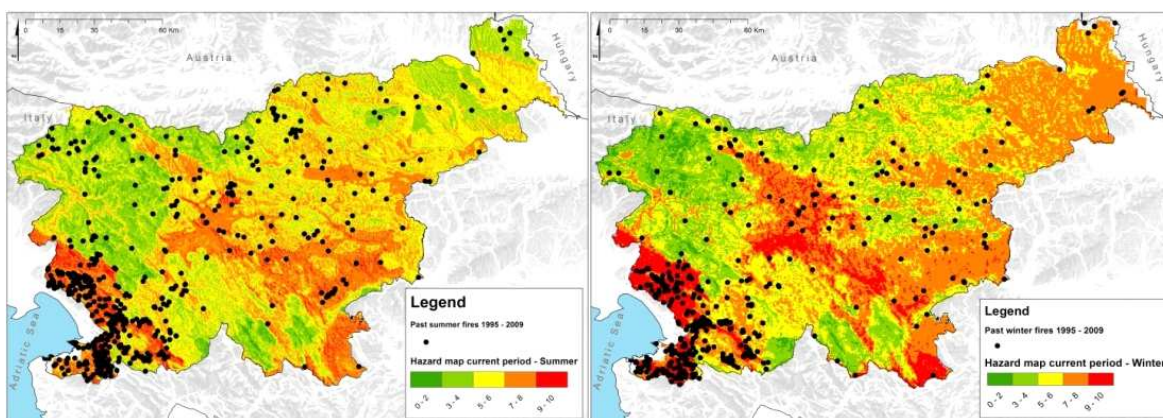 0 15 30 60 Km
Austria
Hungary
Italy
Adriatic Sea
Legend
Past summer fires 1995 - 2009
Hazard map current period - Summer
0 - 2
3 - 4
5 - 6
7 - 8
9 - 10
0 15 30 60 Km
Austria
Hungary
Italy
Adriatic Sea
Legend
Past winter fires 1995 - 2009
Hazard map current period - Winter
0 - 2
3 - 4
5 - 6
7 - 8
9 - 10